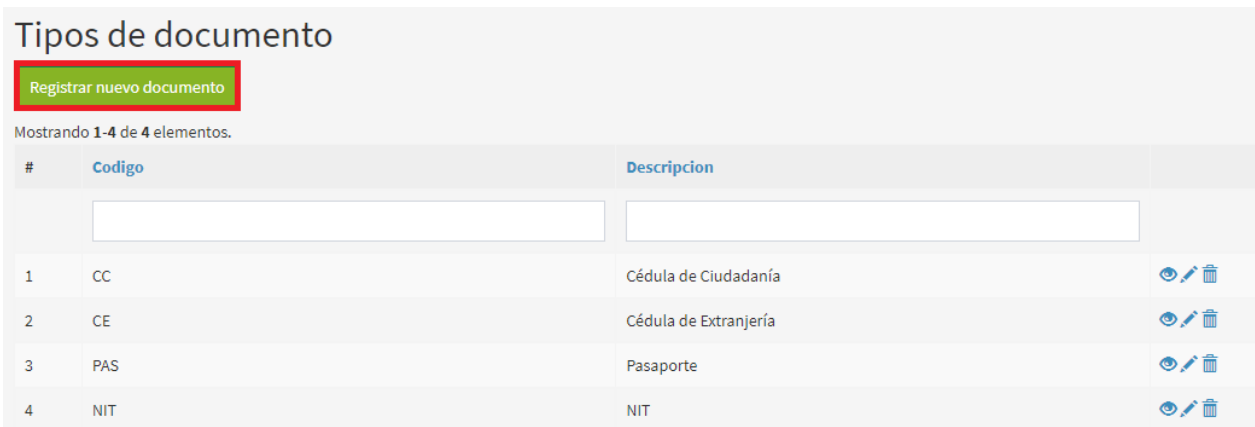 Tipos de documento
Registrar nuevo documento
Mostrando 1-4 de 4 elementos.
# Codigo Descripcion
1 CC Cédula de Ciudadanía
2 CE Cédula de Extranjería
3 PAS Pasaporte
4 NIT NIT